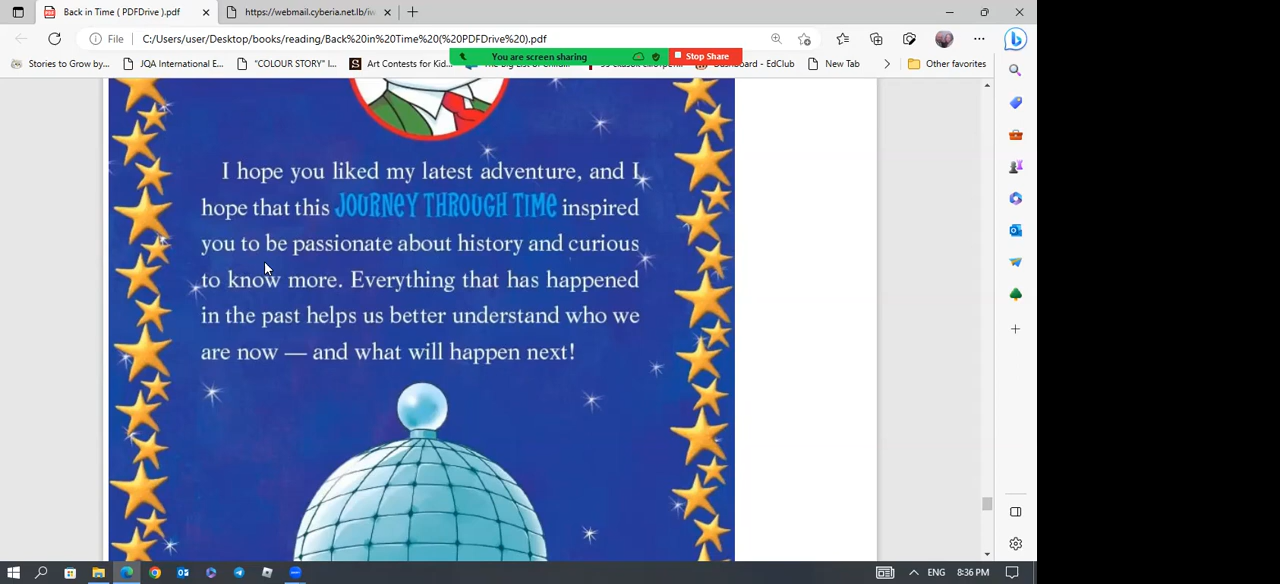 Back in Time ( PDFDrive ).pdf
https://webmail.cyberia.net.lb/iw
File
C:/Users/user/Desktop/books/reading/Back%20in%20Time%20(%20PDFDrive%20).pdf
You are screen sharing
Stop Share
Stories to Grow by...
JQA International E...
"COLOUR STORY" I...
Art Contests for Kid...
Dashboard - EdClub
New Tab
Other favorites
I hope you liked my latest adventure, and I
hope that this JOURNEY THROUGH TIME inspired
you to be passionate about history and curious
to know more. Everything that has happened
in the past helps us better understand who we
are now — and what will happen next!
ENG
8:36 PM